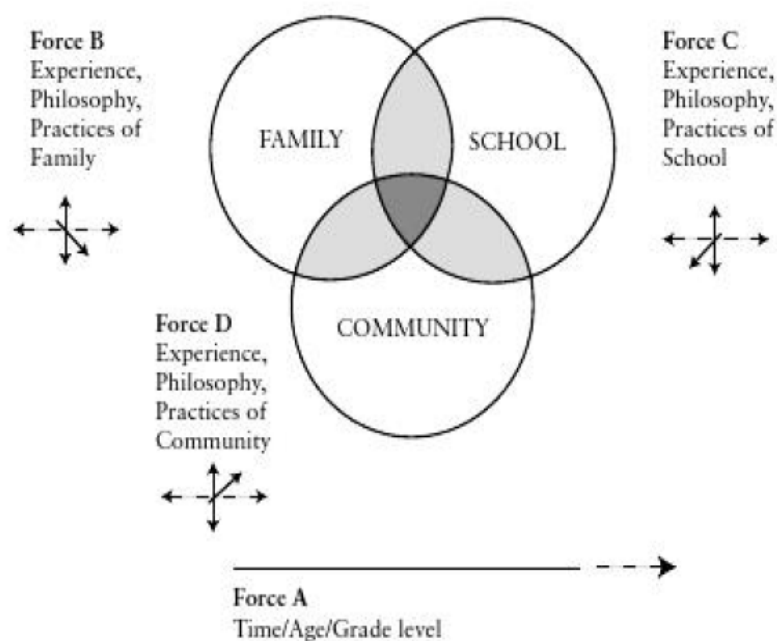 Force B
Experience,
Philosophy,
Practices of
Family
FAMILY
SCHOOL
Force C
Experience,
Philosophy,
Practices of
School
COMMUNITY
Force D
Experience,
Philosophy,
Practices of
Community
Force A
Time/Age/Grade level